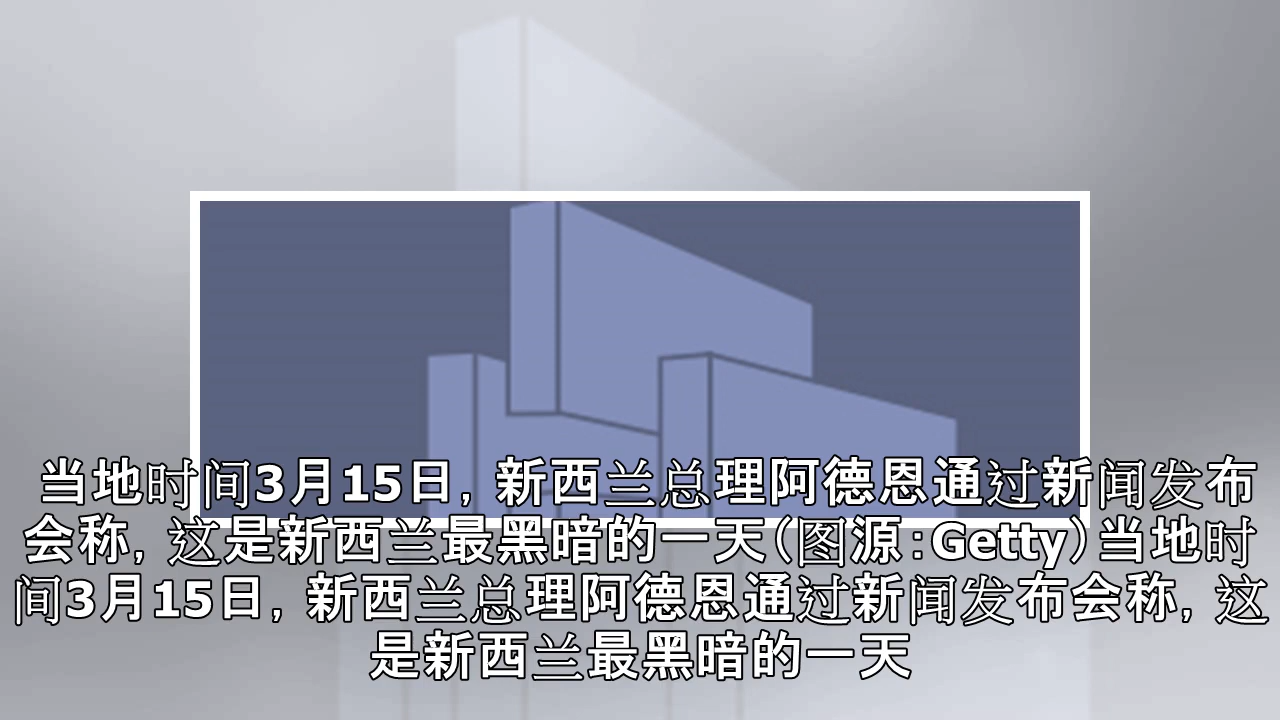 当地时间3月15日，新西兰总理阿德恩通过新闻发布
会称，这是新西兰最黑暗的一天（图源：Getty）当地时
间3月15日，新西兰总理阿德恩通过新闻发布会称，这
是新西兰最黑暗的一天